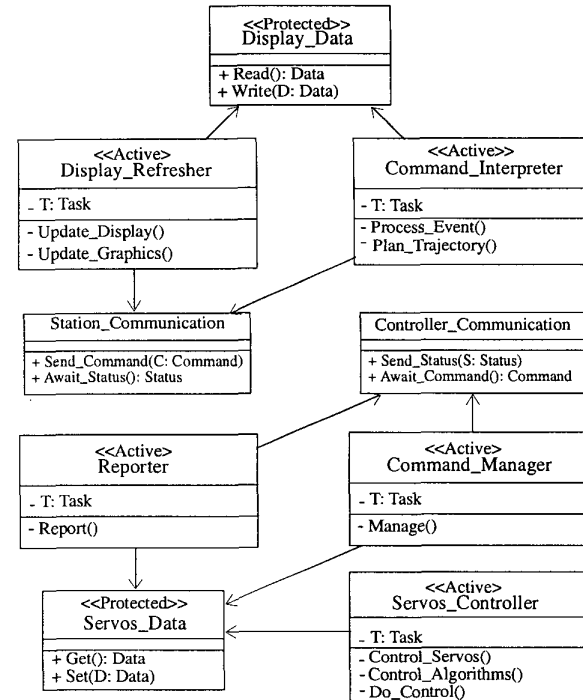 <<Protected>>
Display_Data
+ Read(): Data
+ Write(D: Data)
<<Active>
Display_Refresher
- T: Task
- Update_Display()
- Update_Graphics()
<<Active>>
Command_Interpreter
- T: Task
- Process_Event()
- Plan_Trajectory()
Station_Communication
+ Send_Command(C: Command)
+ Await_Status(): Status
Controller_Communication
+ Send_Status(S: Status)
+ Await_Command(): Command
<<Active>
Reporter
- T: Task
- Report()
<<Active>
Command_Manager
- T: Task
- Manage()
<<Protected>>
Servos_Data
+ Get(): Data
+ Set(D: Data)
<<Active>
Servos_Controller
- T: Task
- Control_Servos()
- Control_Algorithms()
- Do_Control()